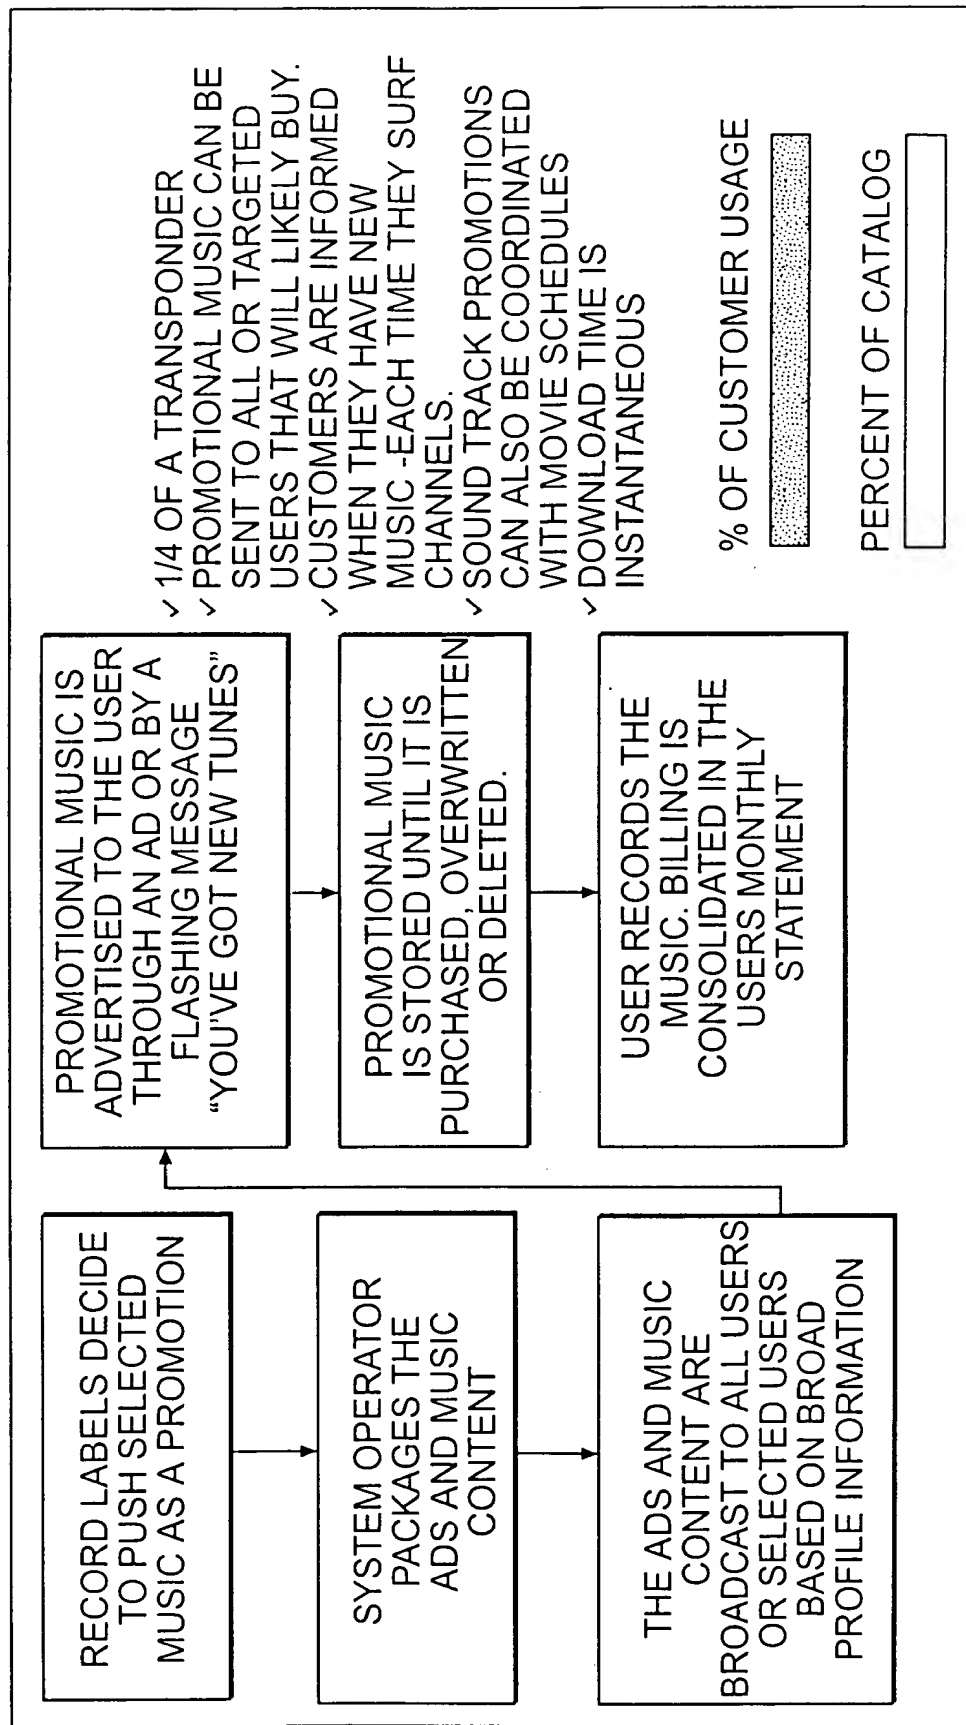 RECORD LABELS DECIDE
TO PUSH SELECTED
MUSIC AS A PROMOTION
SYSTEM OPERATOR
PACKAGES THE
ADS AND MUSIC
CONTENT
THE ADS AND MUSIC
CONTENT ARE
BROADCAST TO ALL USERS
OR SELECTED USERS
BASED ON BROAD
PROFILE INFORMATION
PROMOTIONAL MUSIC IS
ADVERTISED TO THE USER
THROUGH AN AD OR BY A
FLASHING MESSAGE
“YOU'VE GOT NEW TUNES”
PROMOTIONAL MUSIC
IS STORED UNTIL IT IS
PURCHASED, OVERWRITTEN
OR DELETED.
USER RECORDS THE
MUSIC. BILLING IS
CONSOLIDATED IN THE
USERS MONTHLY
STATEMENT
✓ 1/4 OF A TRANSPONDER
✓ PROMOTIONAL MUSIC CAN BE
SENT TO ALL OR TARGETED
USERS THAT WILL LIKELY BUY.
✓ CUSTOMERS ARE INFORMED
WHEN THEY HAVE NEW
MUSIC -EACH TIME THEY SURF
CHANNELS.
✓ SOUND TRACK PROMOTIONS
CAN ALSO BE COORDINATED
WITH MOVIE SCHEDULES
✓ DOWNLOAD TIME IS
INSTANTANEOUS
% OF CUSTOMER USAGE
PERCENT OF CATALOG